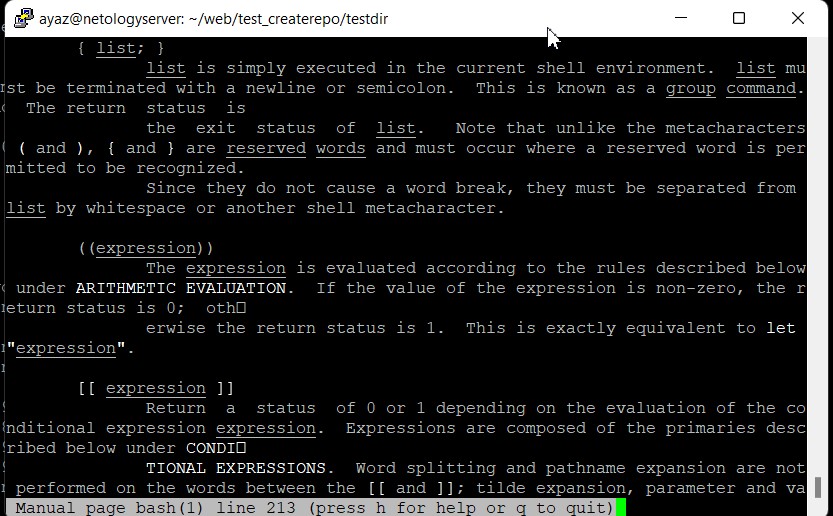 ayaz@netologyserver: ~/web/test_createrepo/testdir
{ list; }
list is simply executed in the current shell environment.  list mu
st be terminated with a newline or semicolon.  This is known as a group command.
The return  status  is
the  exit  status  of  list.   Note that unlike the metacharacters
( and ), { and } are reserved words and must occur where a reserved word is per
mitted to be recognized.
Since they do not cause a word break, they must be separated from
list by whitespace or another shell metacharacter.
((expression))
The expression is evaluated according to the rules described below
under ARITHMETIC EVALUATION.  If the value of the expression is non-zero, the r
eturn status is 0;  oth□
erwise the return status is 1.  This is exactly equivalent to let
"expression".
[[ expression ]]
Return  a  status  of 0 or 1 depending on the evaluation of the co
nditional expression expression.  Expressions are composed of the primaries desc
ribed below under CONDI□
TIONAL EXPRESSIONS.  Word splitting and pathname expansion are not
performed on the words between the [[ and ]]; tilde expansion, parameter and va
Manual page bash(1) line 213 (press h for help or q to quit)